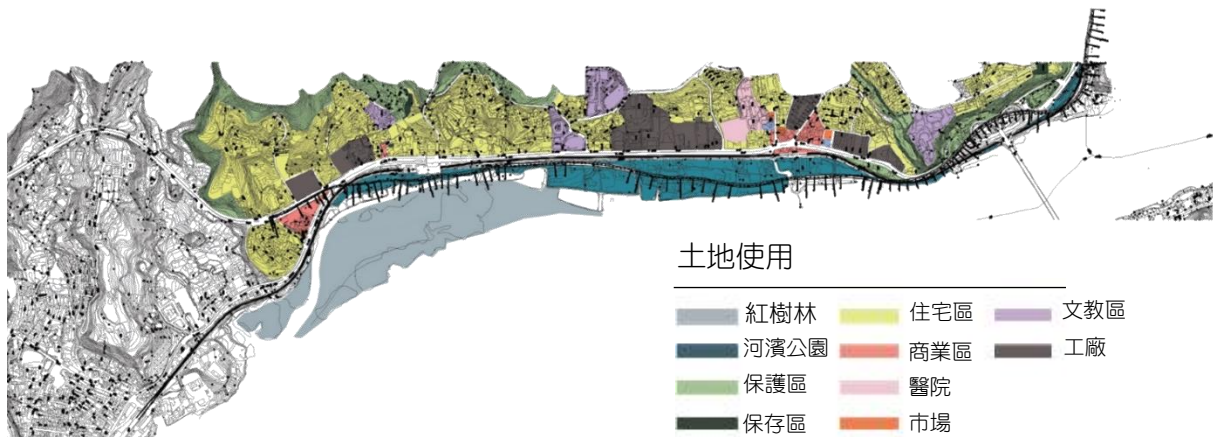 土地使用
紅樹林 住宅區 文教區
河濱公園 商業區 工廠
保護區 醫院
保存區 市場